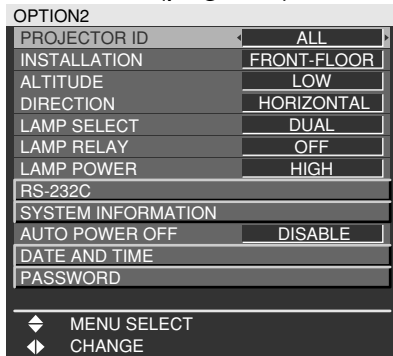 OPTION2
PROJECTOR ID ALL
INSTALLATION FRONT-FLOOR
ALTITUDE LOW
DIRECTION HORIZONTAL
LAMP SELECT DUAL
LAMP RELAY OFF
LAMP POWER HIGH
RS-232C
SYSTEM INFORMATION
AUTO POWER OFF DISABLE
DATE AND TIME
PASSWORD
MENU SELECT
CHANGE